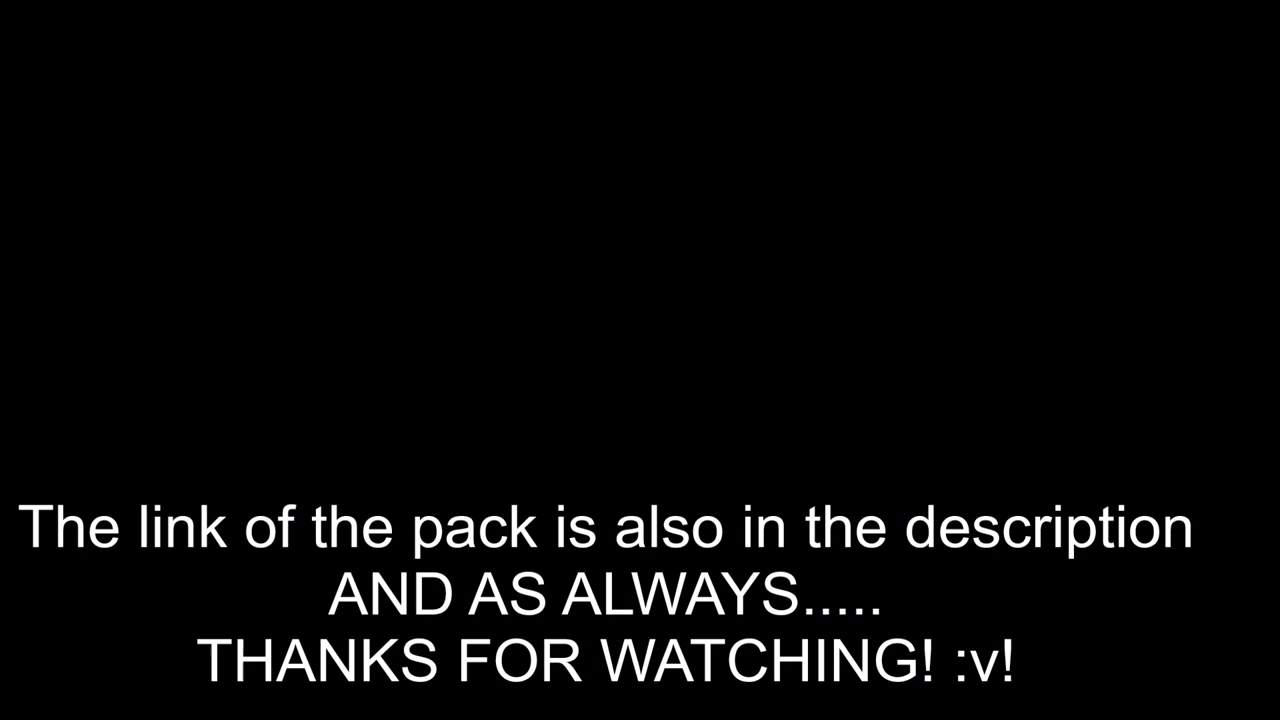 The link of the pack is also in the description
AND AS ALWAYS.....
THANKS FOR WATCHING! :v!